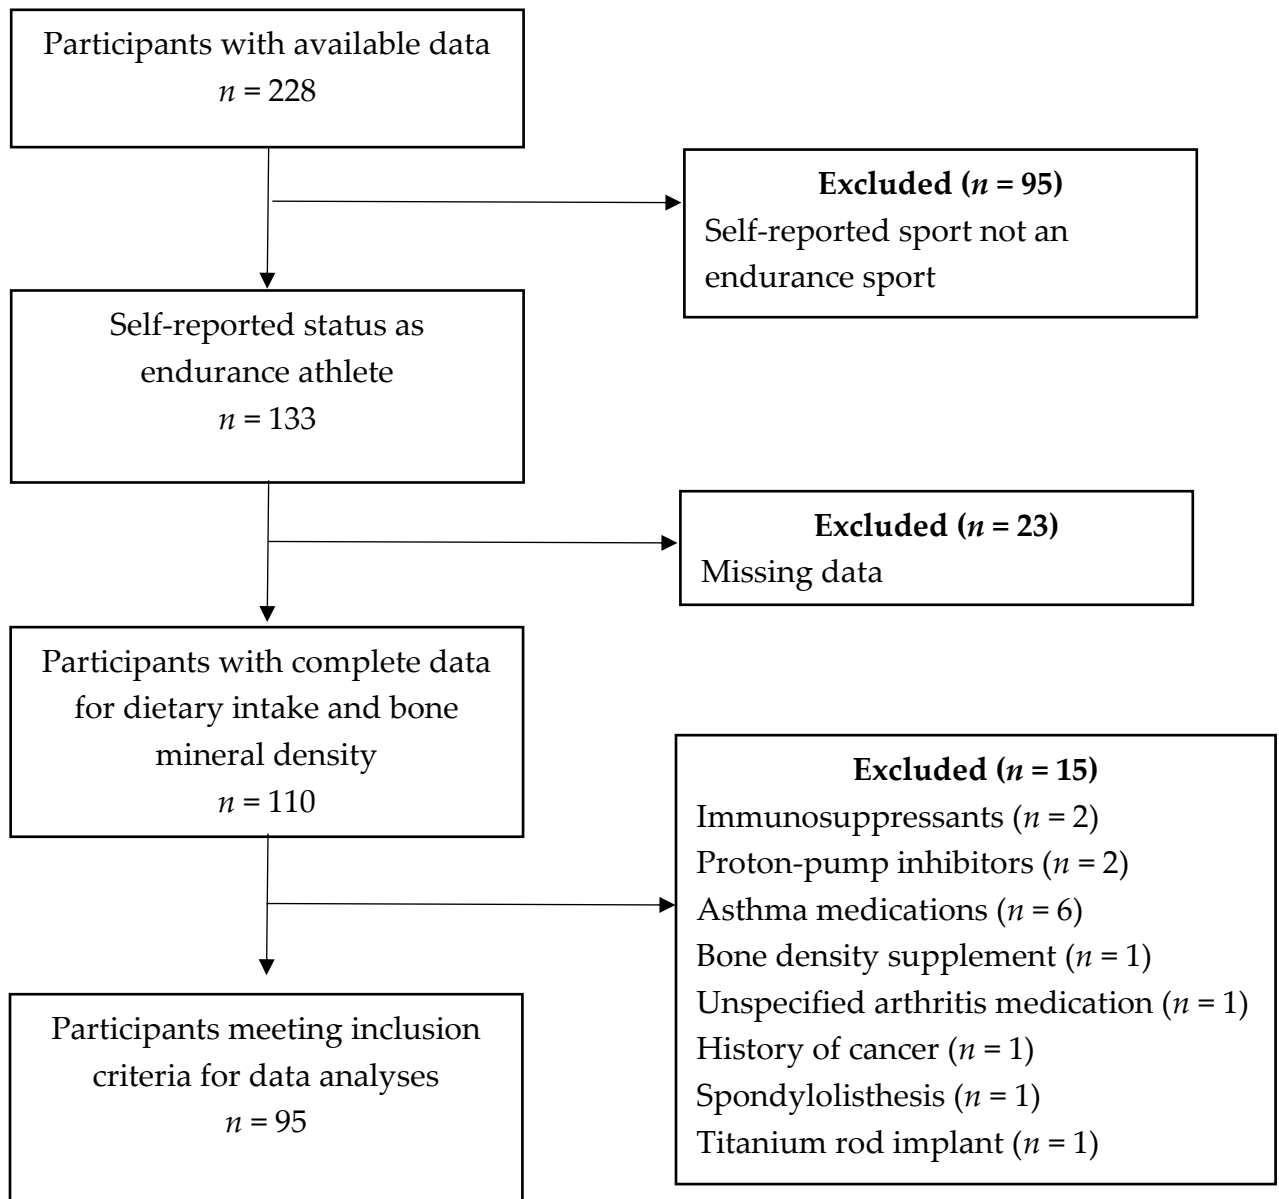 Participants with available data
n = 228
Excluded (n = 95)
Self-reported sport not an
endurance sport
Self-reported status as
endurance athlete
n = 133
Excluded (n = 23)
Missing data
Participants with complete data
for dietary intake and bone
mineral density
n = 110
Excluded (n = 15)
Immunosuppressants (n = 2)
Proton-pump inhibitors (n = 2)
Asthma medications (n = 6)
Bone density supplement (n = 1)
Unspecified arthritis medication (n = 1)
History of cancer (n = 1)
Spondylolisthesis (n = 1)
Titanium rod implant (n = 1)
Participants meeting inclusion
criteria for data analyses
n = 95